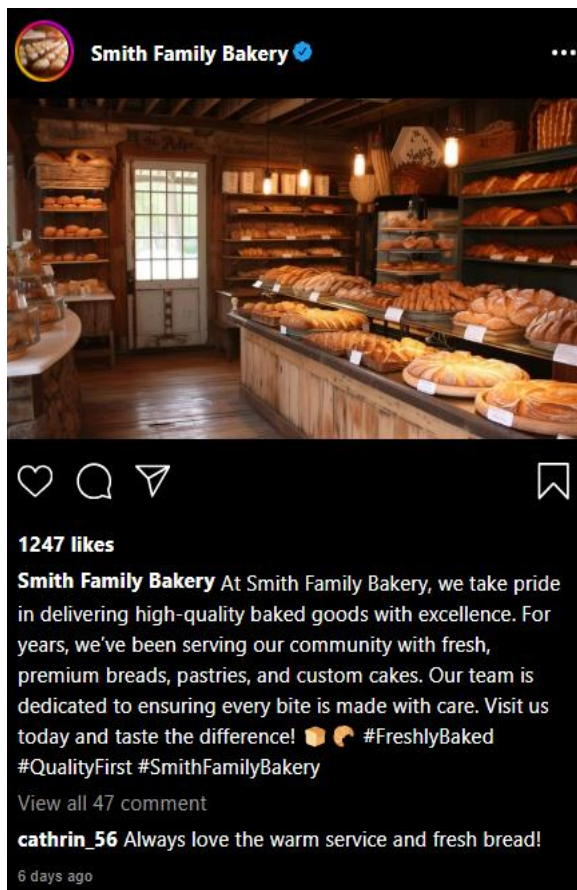 Smith Family Bakery
1247 likes
Smith Family Bakery At Smith Family Bakery, we take pride
in delivering high-quality baked goods with excellence. For
years, we've been serving our community with fresh,
premium breads, pastries, and custom cakes. Our team is
dedicated to ensuring every bite is made with care. Visit us
today and taste the difference! 🍞 🥐 #FreshlyBaked
#QualityFirst #SmithFamilyBakery
View all 47 comment
cathrin_56 Always love the warm service and fresh bread!
6 days ago